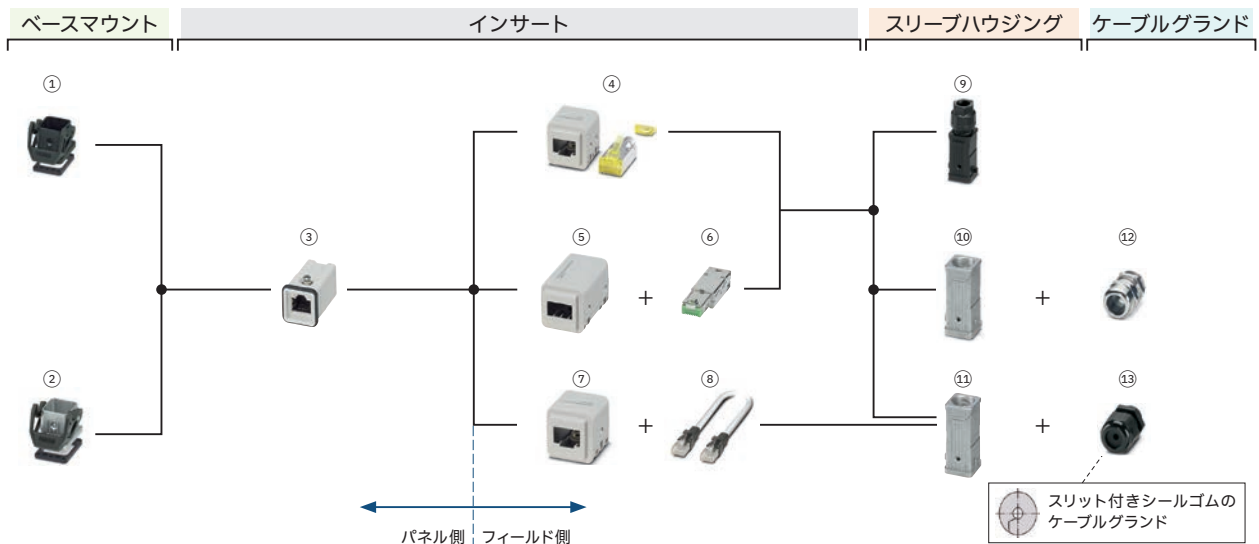 ベースマウント
インサート
スリーブハウジング
ケーブルグランド
①
④
⑨
③
⑤
⑥
⑩
⑫
+
+
②
⑦
⑧
⑪
⑬
+
+
スリット付きシールゴムの
ケーブルグランド
パネル側
フィールド側